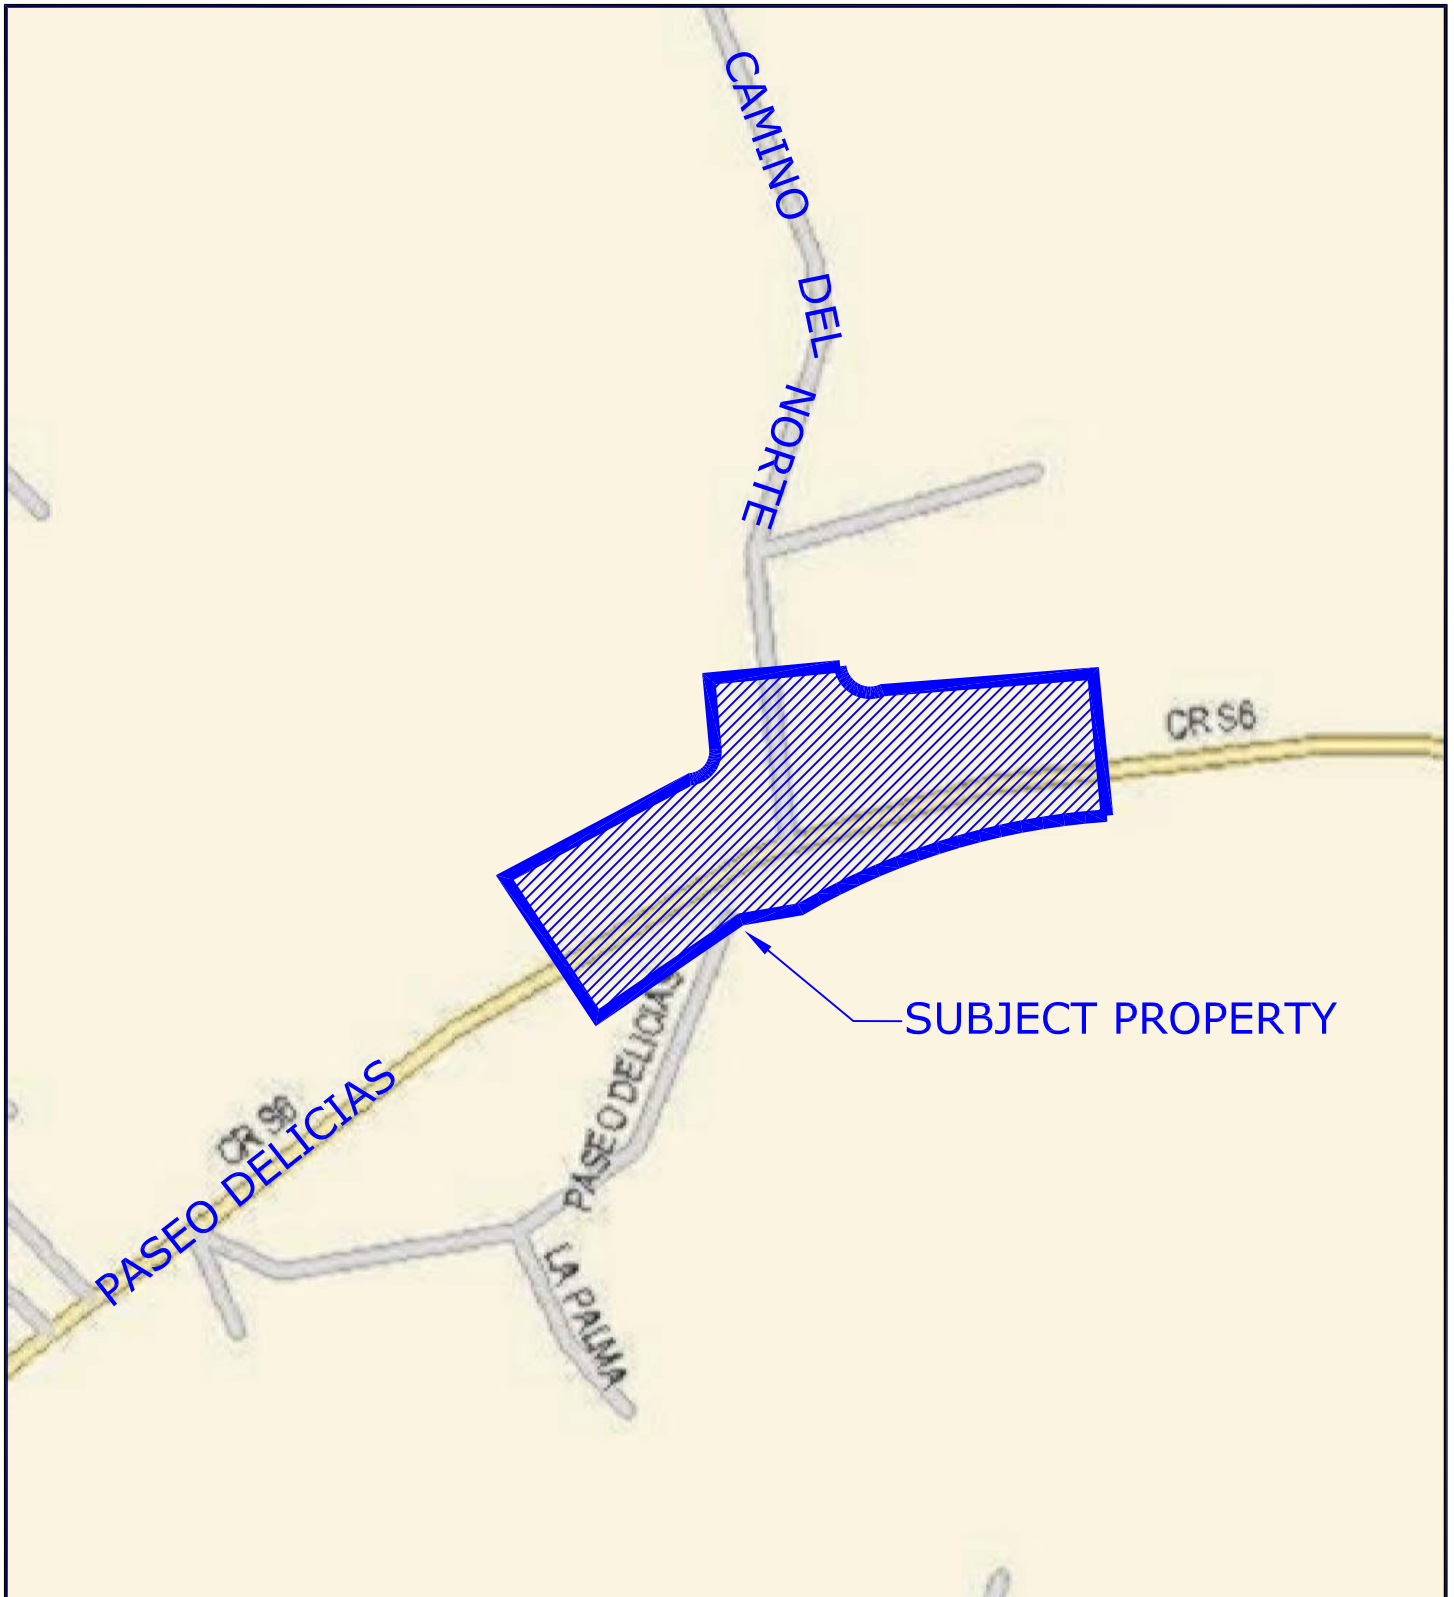 CAMINO DEL NORTE
CR S6
SUBJECT PROPERTY
PASEO DELICIAS
CR S6
PASEO DELICIAS
LA PALMA